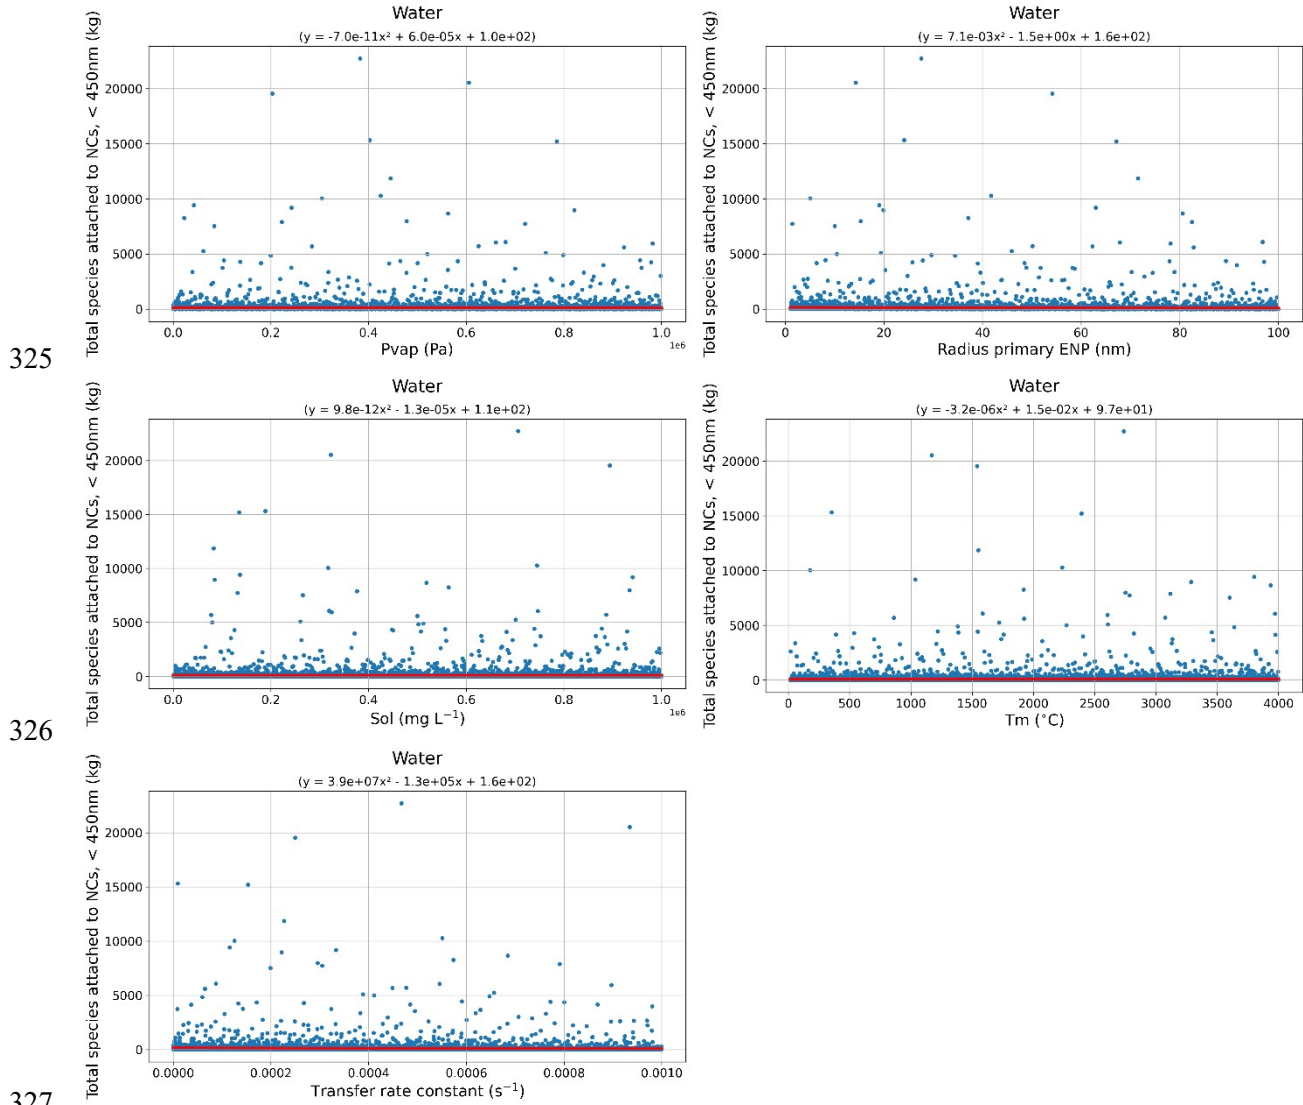 Water
(y = -7.0e-11x² + 6.0e-05x + 1.0e+02)
Total species attached to NCs, < 450nm (kg)
20000
15000
10000
5000
0
0.0 0.2 0.4 0.6 0.8 1.0
1e6
Pvap (Pa)
Water
(y = 7.1e-03x² - 1.5e+00x + 1.6e+02)
Total species attached to NCs, < 450nm (kg)
20000
15000
10000
5000
0
0 20 40 60 80 100
Radius primary ENP (nm)
325
Water
(y = 9.8e-12x² - 1.3e-05x + 1.1e+02)
Total species attached to NCs, < 450nm (kg)
20000
15000
10000
5000
0
0.0 0.2 0.4 0.6 0.8 1.0
1e6
Sol (mg L⁻¹)
Water
(y = -3.2e-06x² + 1.5e-02x + 9.7e+01)
Total species attached to NCs, < 450nm (kg)
20000
15000
10000
5000
0
0 500 1000 1500 2000 2500 3000 3500 4000
Tm (°C)
326
Water
(y = 3.9e+07x² - 1.3e+05x + 1.6e+02)
Total species attached to NCs, < 450nm (kg)
20000
15000
10000
5000
0
0.0000 0.0002 0.0004 0.0006 0.0008 0.0010
Transfer rate constant (s⁻¹)
327